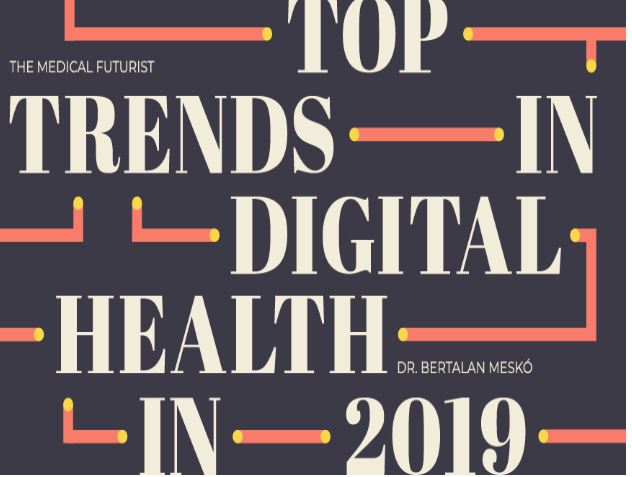 TOP
THE MEDICAL FUTURIST
TRENDS IN
DIGITAL
HEALTH
DR. BERTALAN MESKÓ
IN 2019